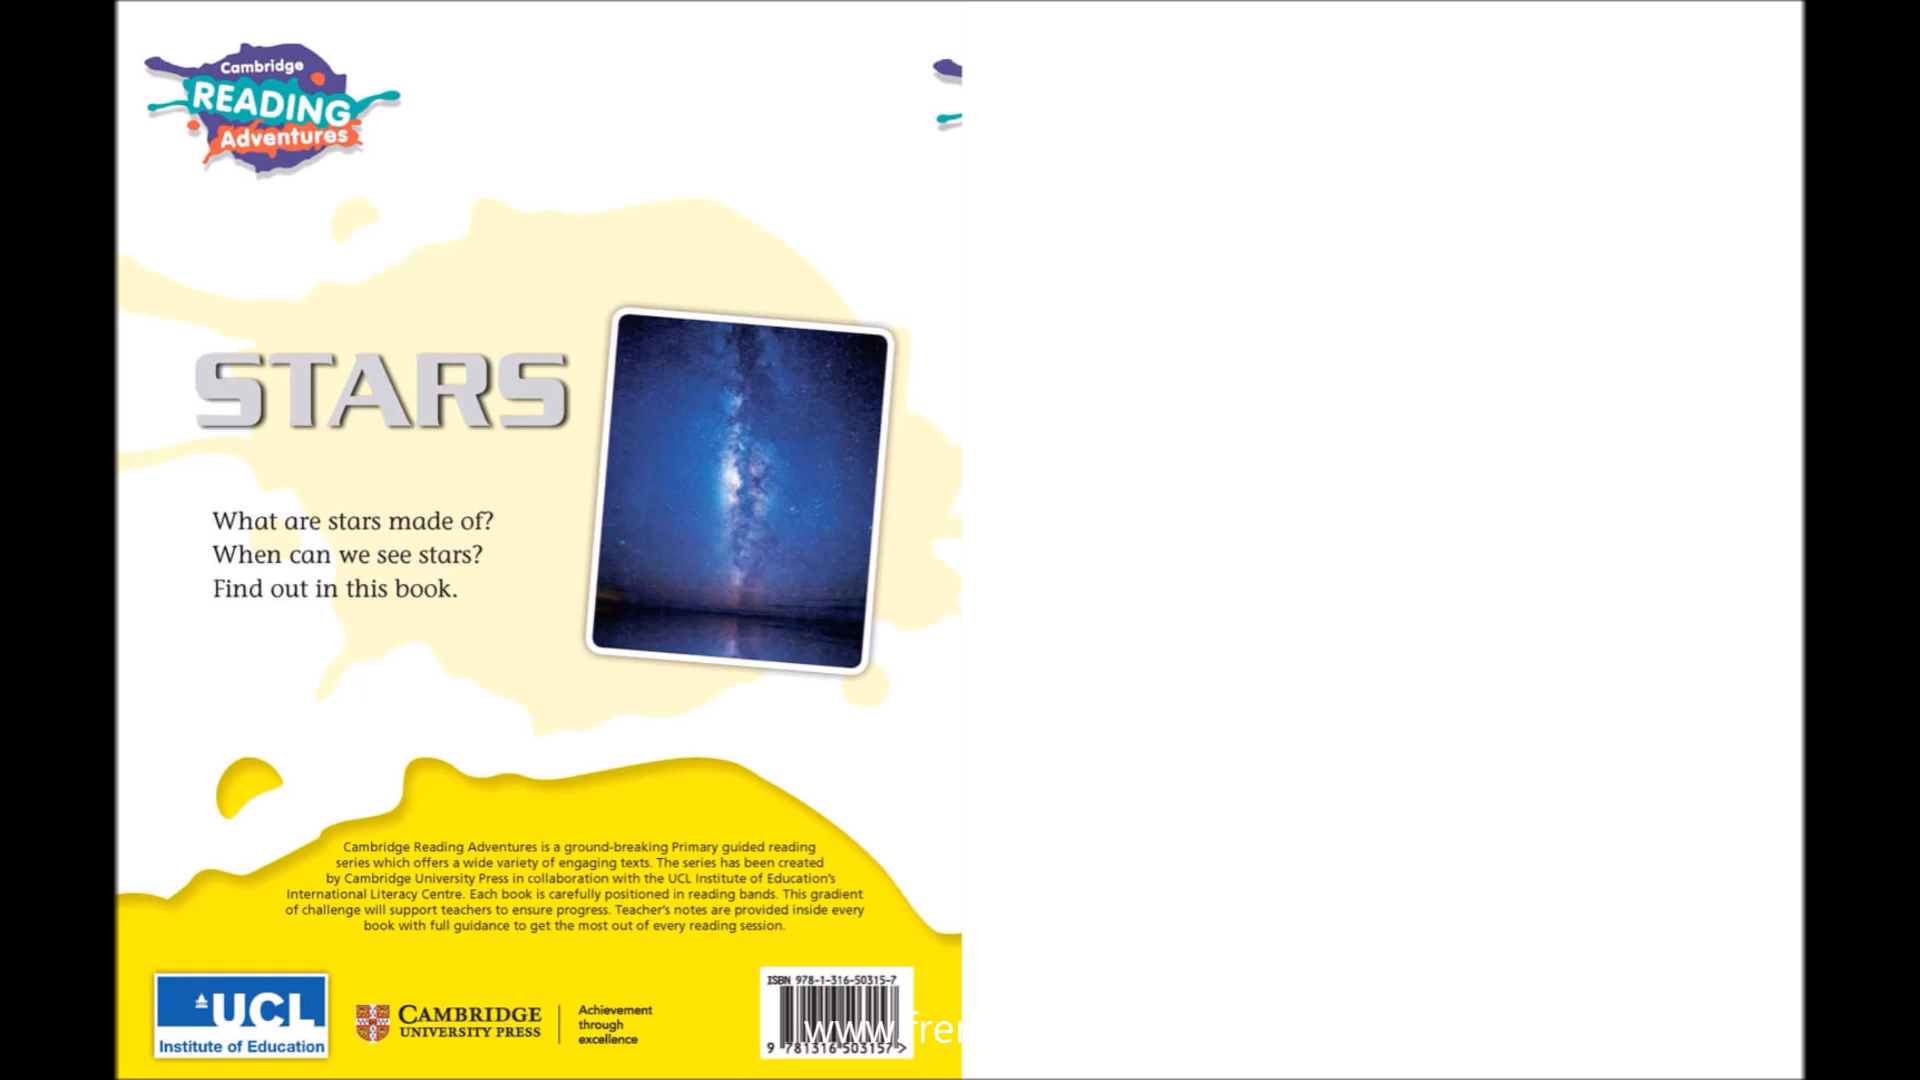 Cambridge
READING
Adventures
STARS
What are stars made of?
When can we see stars?
Find out in this book.
Cambridge Reading Adventures is a ground-breaking Primary guided reading
series which offers a wide variety of engaging texts. The series has been created
by Cambridge University Press in collaboration with the UCL Institute of Education's
International Literacy Centre. Each book is carefully positioned in reading bands. This gradient
of challenge will support teachers to ensure progress. Teacher's notes are provided inside every
book with full guidance to get the most out of every reading session.
UCL
Institute of Education
CAMBRIDGE
UNIVERSITY PRESS
Achievement
through
excellence
ISBN 978-1-316-50315-7
9 781316 503157 >